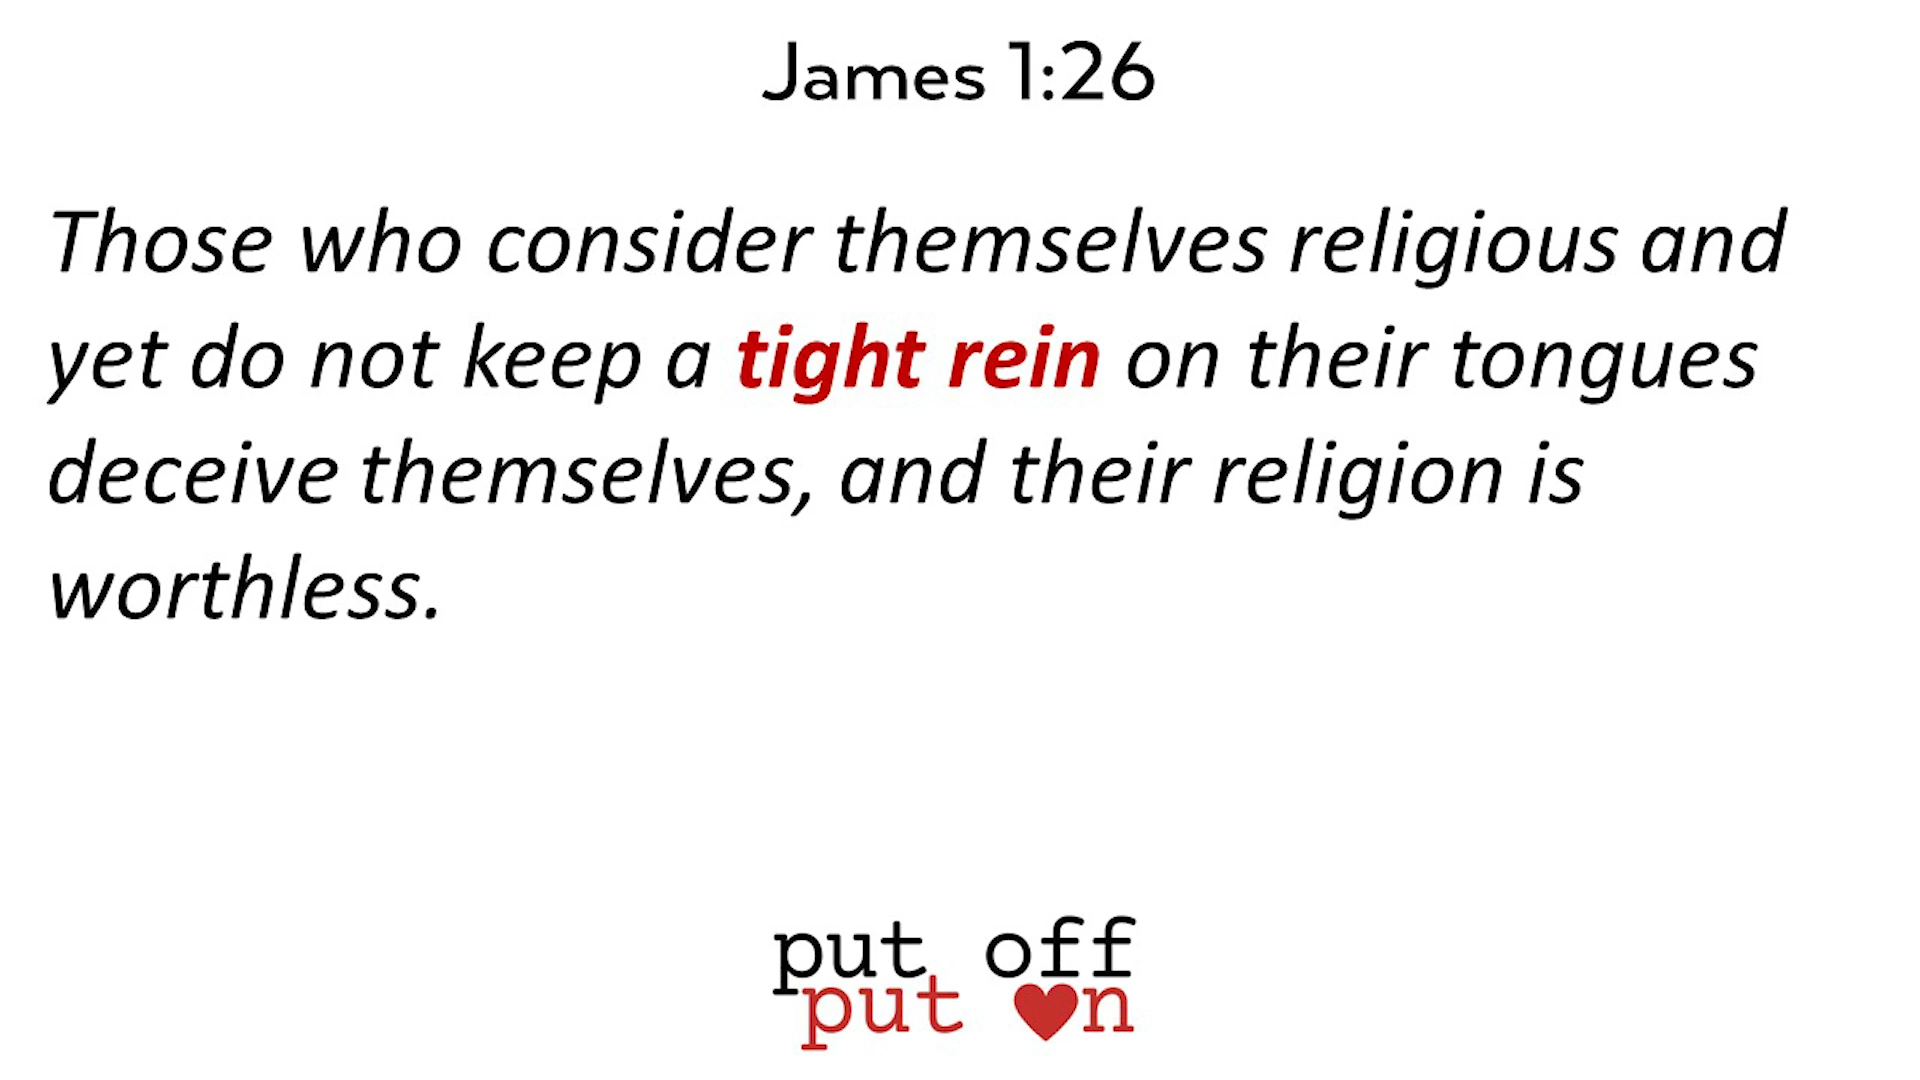 James 1:26
Those who consider themselves religious and
yet do not keep a tight rein on their tongues
deceive themselves, and their religion is
worthless.
put off
put ♥n